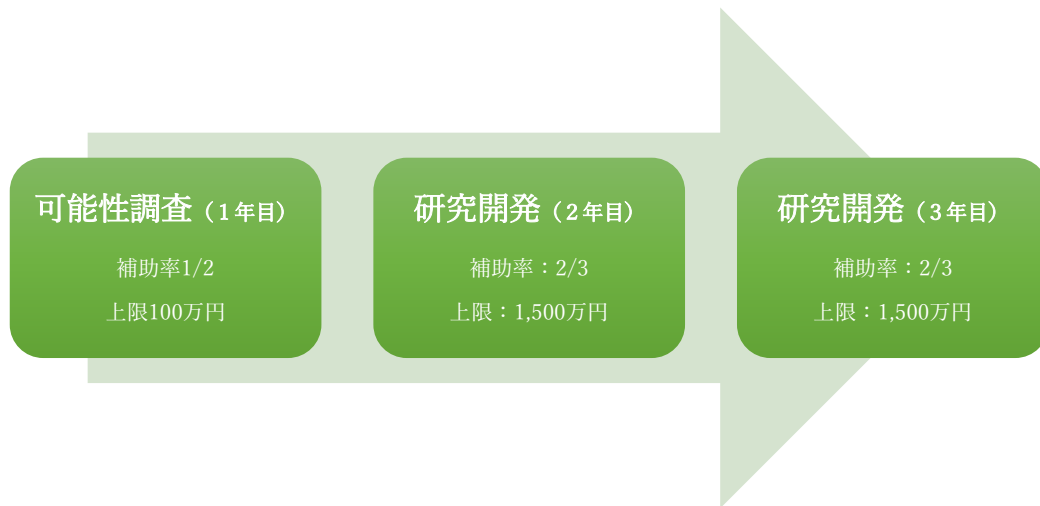 可能性調査（1年目）
補助率1/2
上限100万円
研究開発（2年目）
補助率：2/3
上限：1,500万円
研究開発（3年目）
補助率：2/3
上限：1,500万円